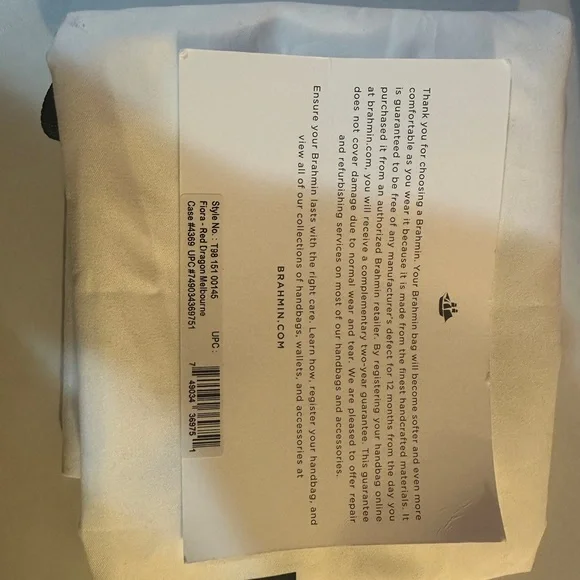 Thank you for choosing a Brahmin. Your Brahmin bag will become softer and even more
comfortable as you wear it because it is made from the finest handcrafted materials. It
is guaranteed to be free of any manufacturer's defect for 12 months from the day you
purchased it from an authorized Brahmin retailer. By registering your handbag online
at brahmin.com, you will receive a complementary two-year guarantee. This guarantee
does not cover damage due to normal wear and tear. We are pleased to offer repair
and refurbishing services on most of our handbags and accessories.
Ensure your Brahmin lasts with the right care. Learn how, register your handbag, and
view all of our collections of handbags, wallets, and accessories at
BRAHMIN.COM
Style No. : T98 151 00145 UPC :
Fiora - Red Dragon Melbourne
Case #4369 UPC #749034369751
7 49034 36975 1